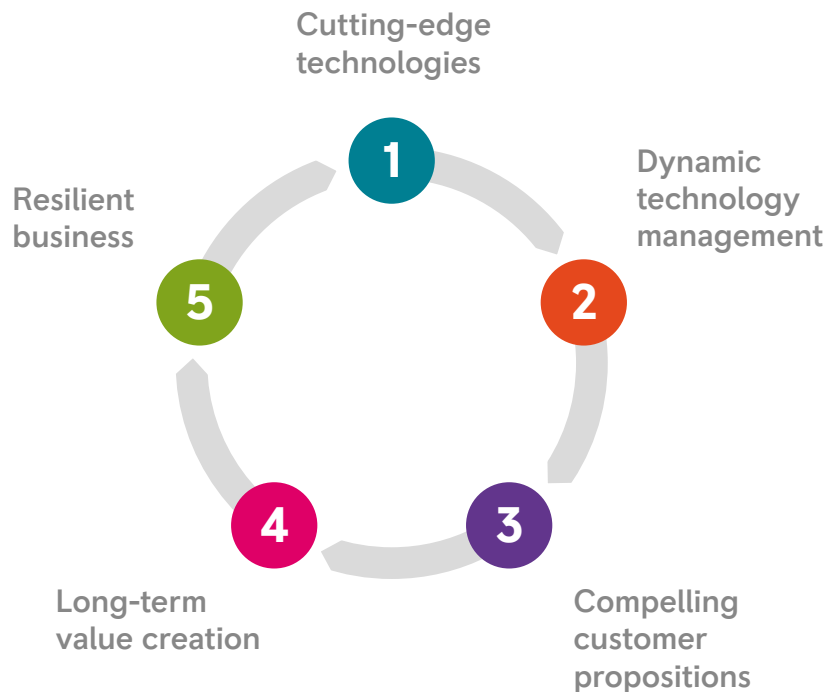 Cutting-edge
technologies
1
Dynamic
technology
management
2
Compelling
customer
propositions
3
Long-term
value creation
4
Resilient
business
5